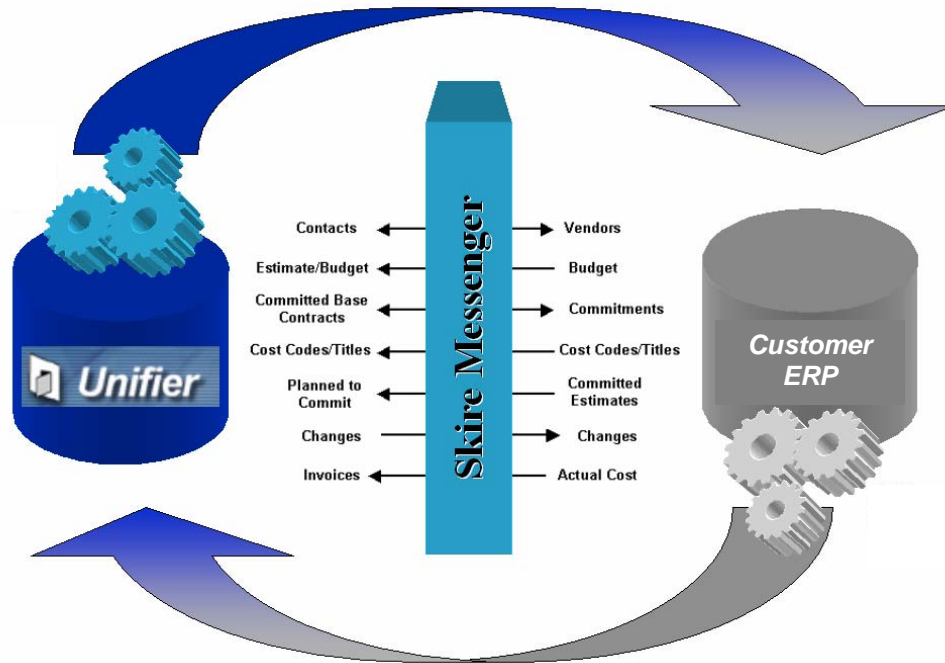 Contacts
Vendors
Estimate/Budget
Budget
Committed Base
Contracts
Commitments
Cost Codes/Titles
Cost Codes/Titles
Planned to
Commit
Committed
Estimates
Changes
Changes
Invoices
Actual Cost
Skire Messenger
Unifier
Customer
ERP